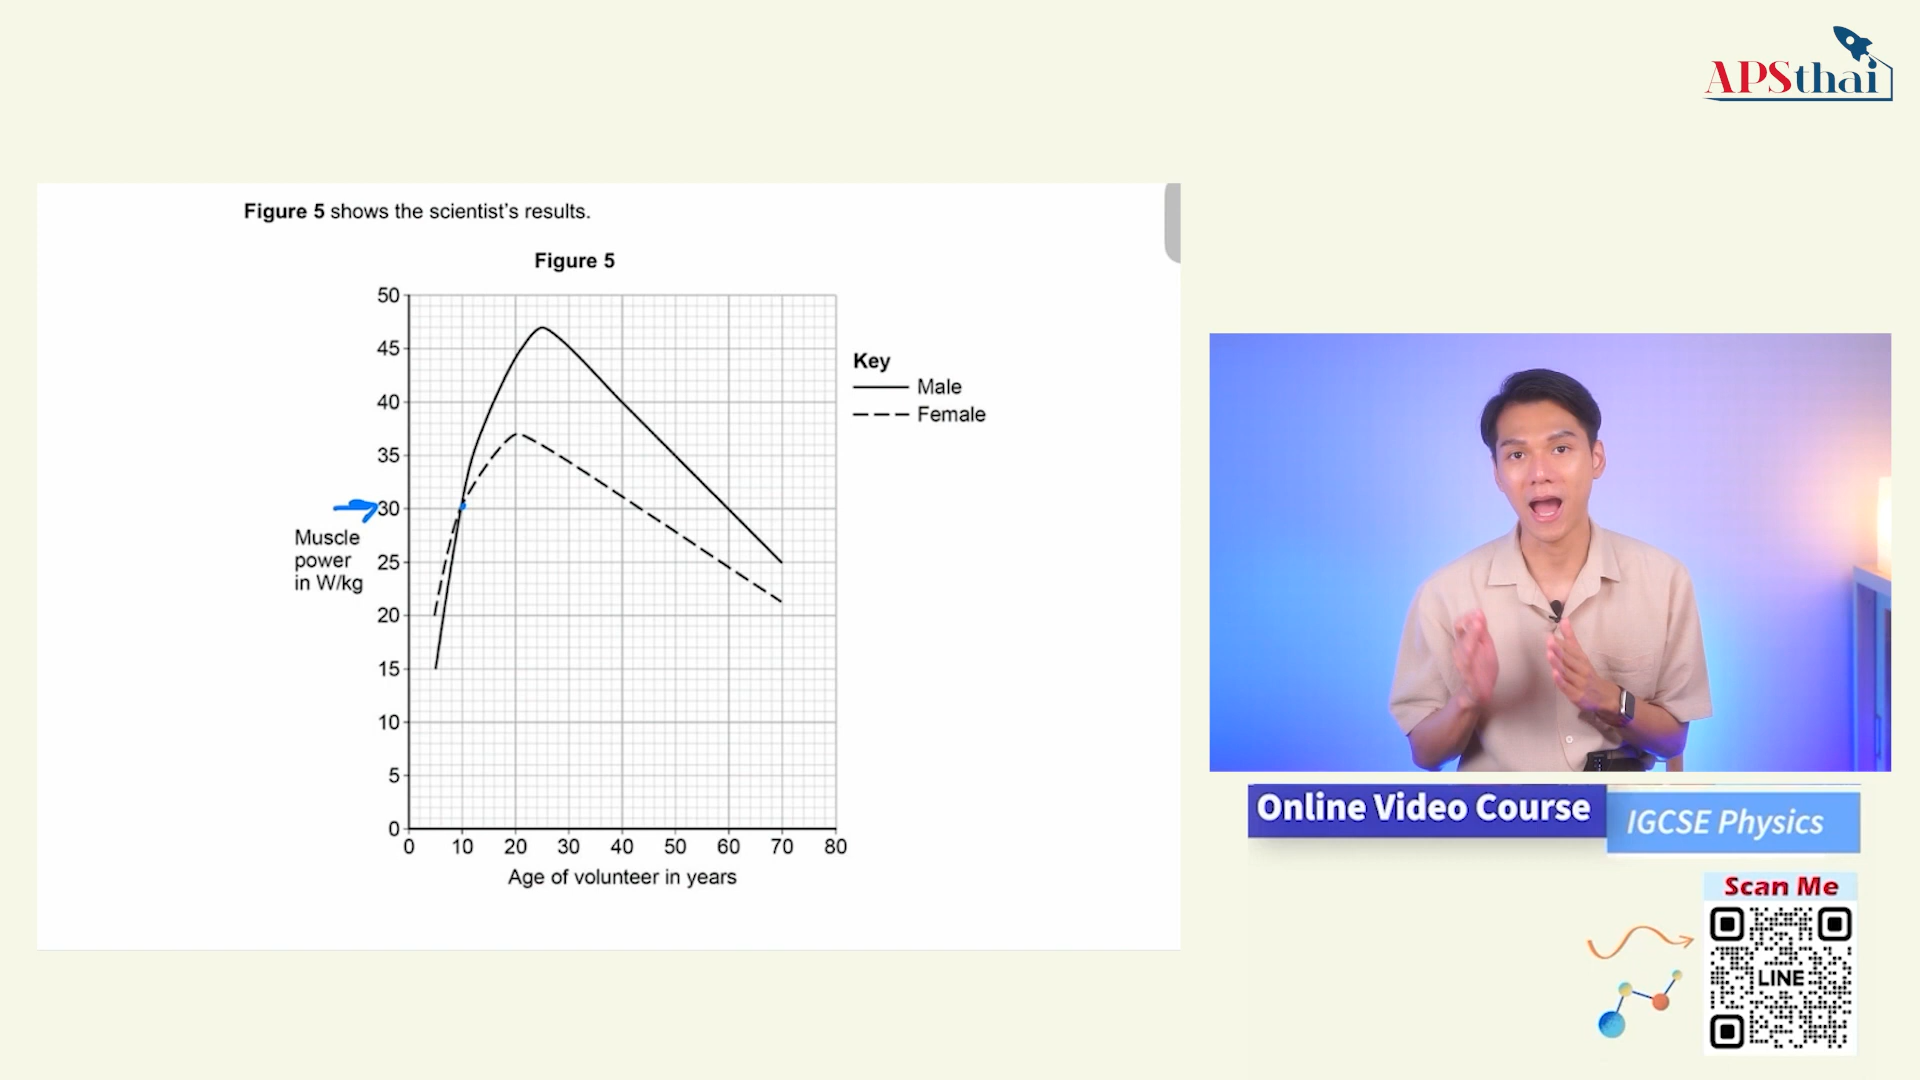 APSthai
Figure 5 shows the scientist's results.
Figure 5
50
45
40
35
30
25
20
15
10
5
0
Muscle
power
in W/kg
0 10 20 30 40 50 60 70 80
Age of volunteer in years
Key
Male
Female
Online Video Course
IGCSE Physics
Scan Me
LINE